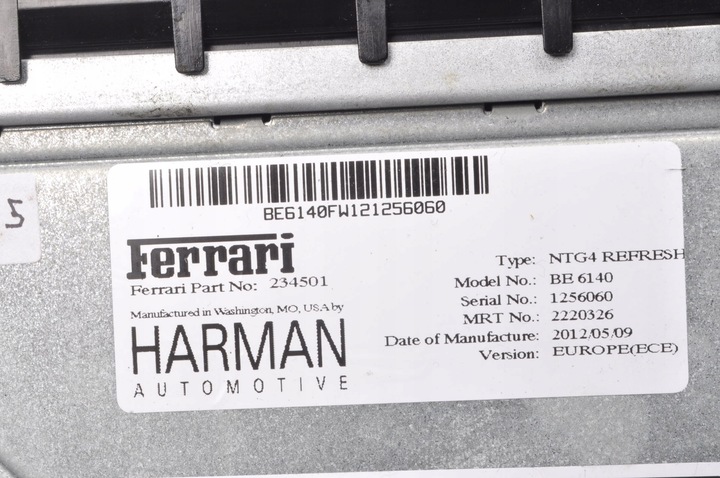 5
BE6140FW121256060
Ferrari
Ferrari Part No: 234501
Manufactured in Washington, MO, USA by
HARMAN
AUTOMOTIVE
Type: NTG4 REFRESH
Model No.: BE 6140
Serial No.: 1256060
MRT No.: 2220326
Date of Manufacture: 2012/05/09
Version: EUROPE(ECE)